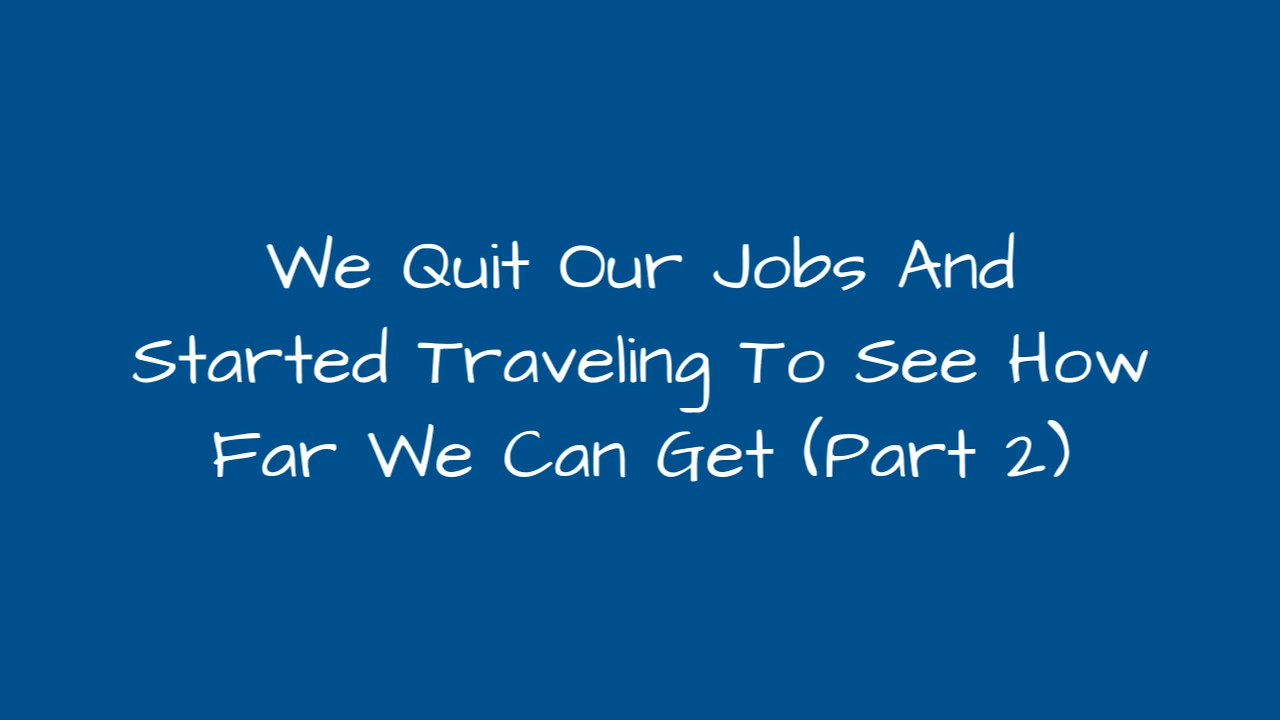 We Quit Our Jobs And
Started Traveling To See How
Far We Can Get (Part 2)